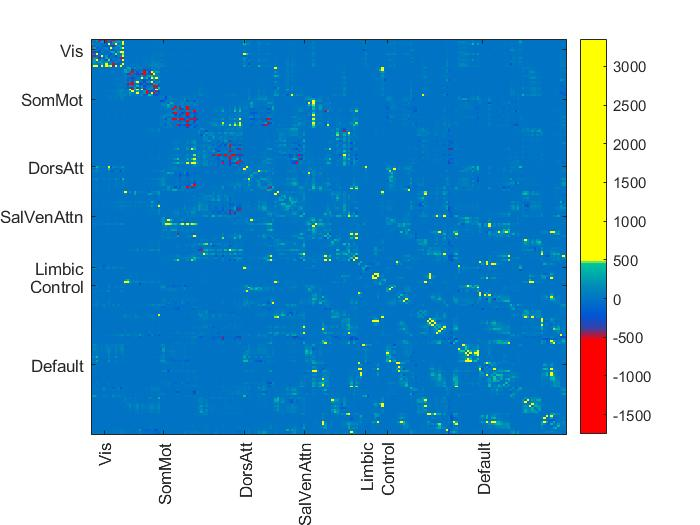 Vis
SomMot
DorsAtt
SalVenAttn
Limbic
Control
Default
Vis
SomMot
DorsAtt
SalVenAttn
Limbic
Control
Default
3000
2500
2000
1500
1000
500
0
-500
-1000
-1500